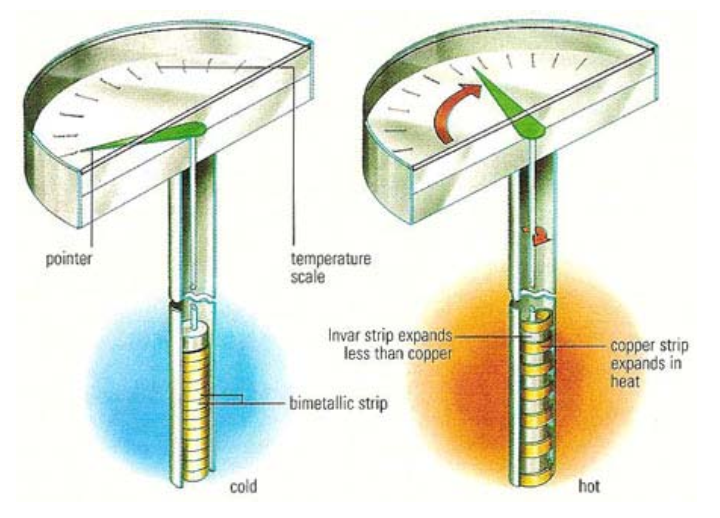 pointer
temperature
scale
bimetallic strip
cold
Invar strip expands
less than copper
copper strip
expands in
heat
hot